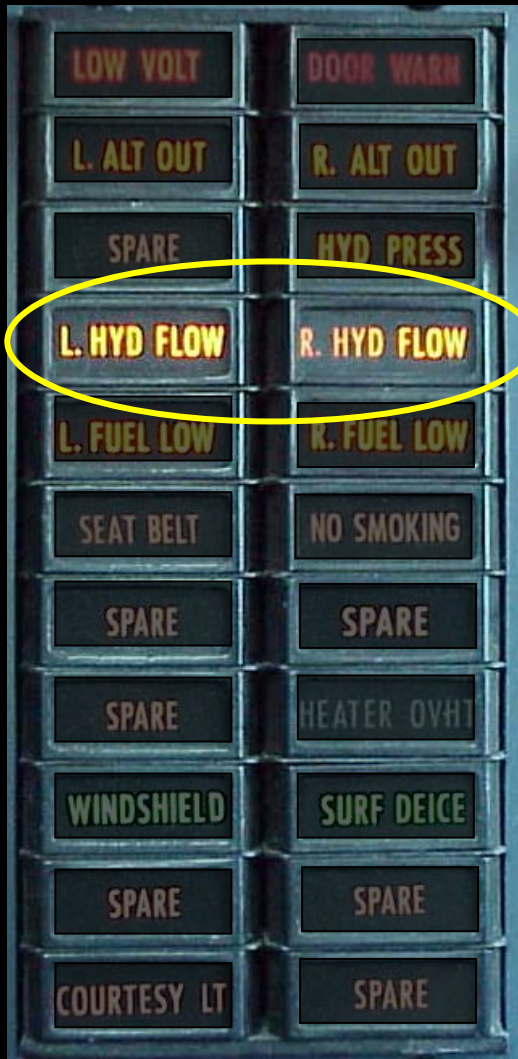 LOW VOLT DOOR WARN
L. ALT OUT R. ALT OUT
SPARE HYD PRESS
L. HYD FLOW R. HYD FLOW
L. FUEL LOW R. FUEL LOW
SEAT BELT NO SMOKING
SPARE SPARE
SPARE HEATER OVHT
WINDSHIELD SURF DEICE
SPARE SPARE
COURTESY LT SPARE